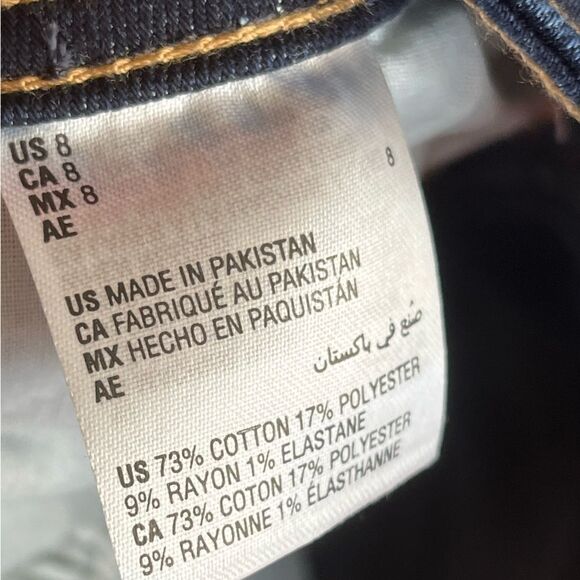 US 8
CA 8
MX 8
AE
8
US MADE IN PAKISTAN
CA FABRIQUÉ AU PAKISTAN
MX HECHO EN PAQUISTÁN
AE
صُنع في باكستان
US 73% COTTON 17% POLYESTER
9% RAYON 1% ELASTANE
CA 73% COTON 17% POLYESTER
9% RAYONNE 1% ÉLASTHANNE